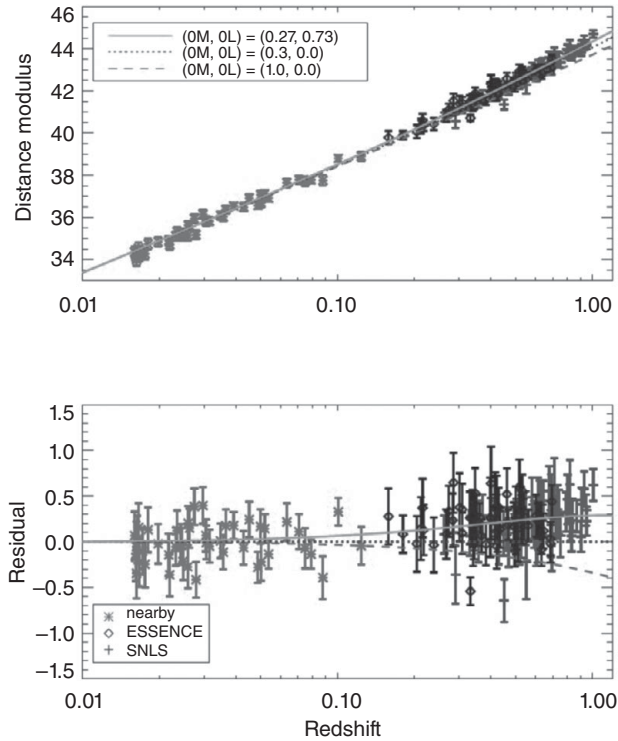 46
44
42
40
38
36
34
Distance modulus
(0M, 0L) = (0.27, 0.73)
(0M, 0L) = (0.3, 0.0)
(0M, 0L) = (1.0, 0.0)
0.01
0.10
1.00
1.5
1.0
0.5
0.0
−0.5
−1.0
−1.5
Residual
nearby
ESSENCE
SNLS
0.01
0.10
1.00
Redshift